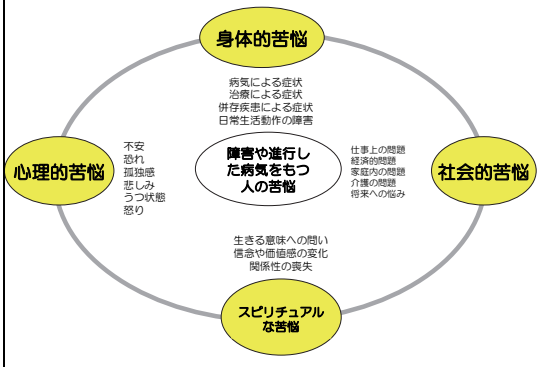 身体的苦悩
病気による症状
治療による症状
併存疾患による症状
日常生活動作の障害
心理的苦悩
不安
恐れ
孤独感
悲しみ
うつ状態
怒り
障害や進行し
た病気をもつ
人の苦悩
仕事上の問題
経済的問題
家庭内の問題
介護の問題
将来への悩み
社会的苦悩
生きる意味への問い
信念や価値感の変化
関係性の喪失
スピリチュアル
な苦悩